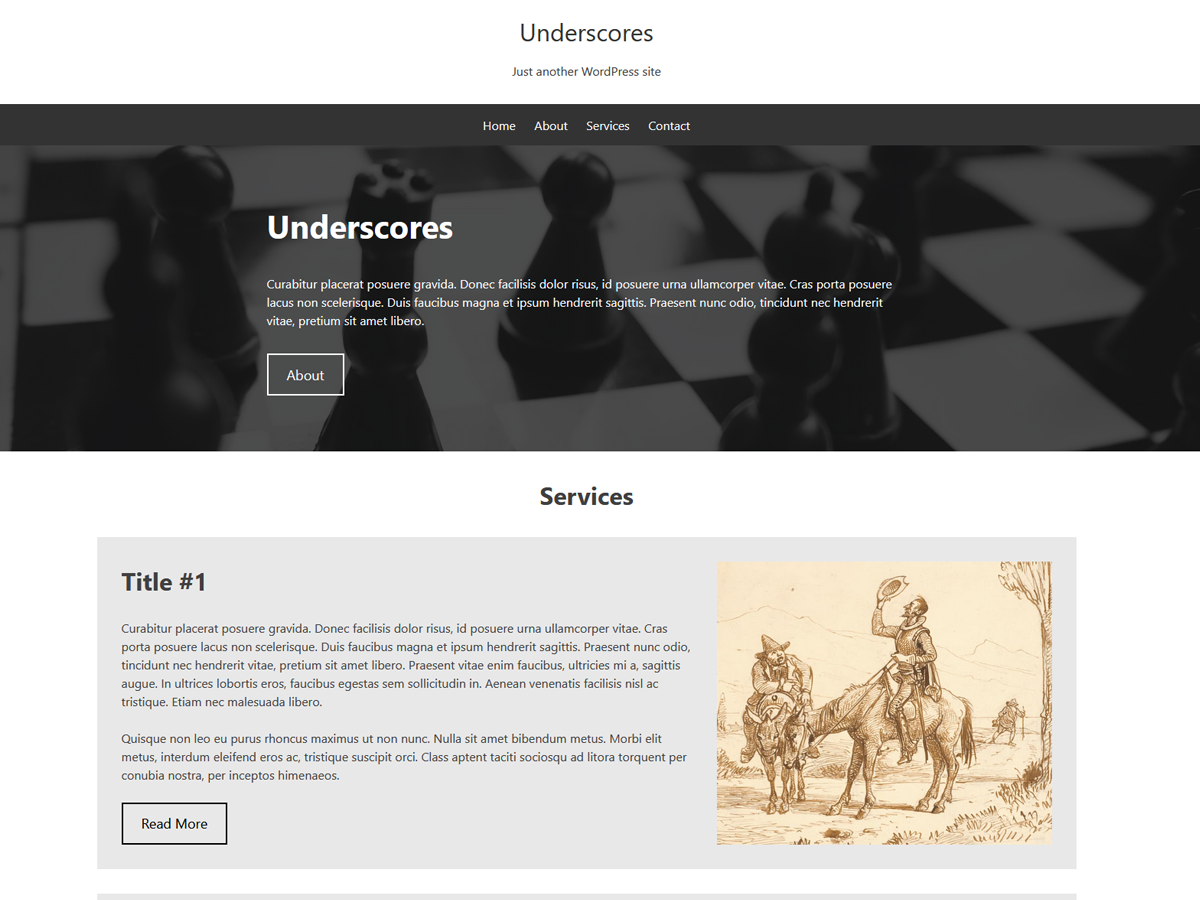 Underscores
Just another WordPress site
Home About Services Contact
Underscores
Curabitur placerat posuere gravida. Donec facilisis dolor risus, id posuere urna ullamcorper vitae. Cras porta posuere
lacus non scelerisque. Duis faucibus magna et ipsum hendrerit sagittis. Praesent nunc odio, tincidunt nec hendrerit
vitae, pretium sit amet libero.
About
Services
Title #1
Curabitur placerat posuere gravida. Donec facilisis dolor risus, id posuere urna ullamcorper vitae. Cras
porta posuere lacus non scelerisque. Duis faucibus magna et ipsum hendrerit sagittis. Praesent nunc odio,
tincidunt nec hendrerit vitae, pretium sit amet libero. Praesent vitae enim faucibus, ultricies mi a, sagittis
augue. In ultrices lobortis eros, faucibus egestas sem sollicitudin in. Aenean venenatis facilisis nisl ac
tristique. Etiam nec malesuada libero.
Quisque non leo eu purus rhoncus maximus ut non nunc. Nulla sit amet bibendum metus. Morbi elit
metus, interdum eleifend eros ac, tristique suscipit orci. Class aptent taciti sociosqu ad litora torquent per
conubia nostra, per inceptos himenaeos.
Read More